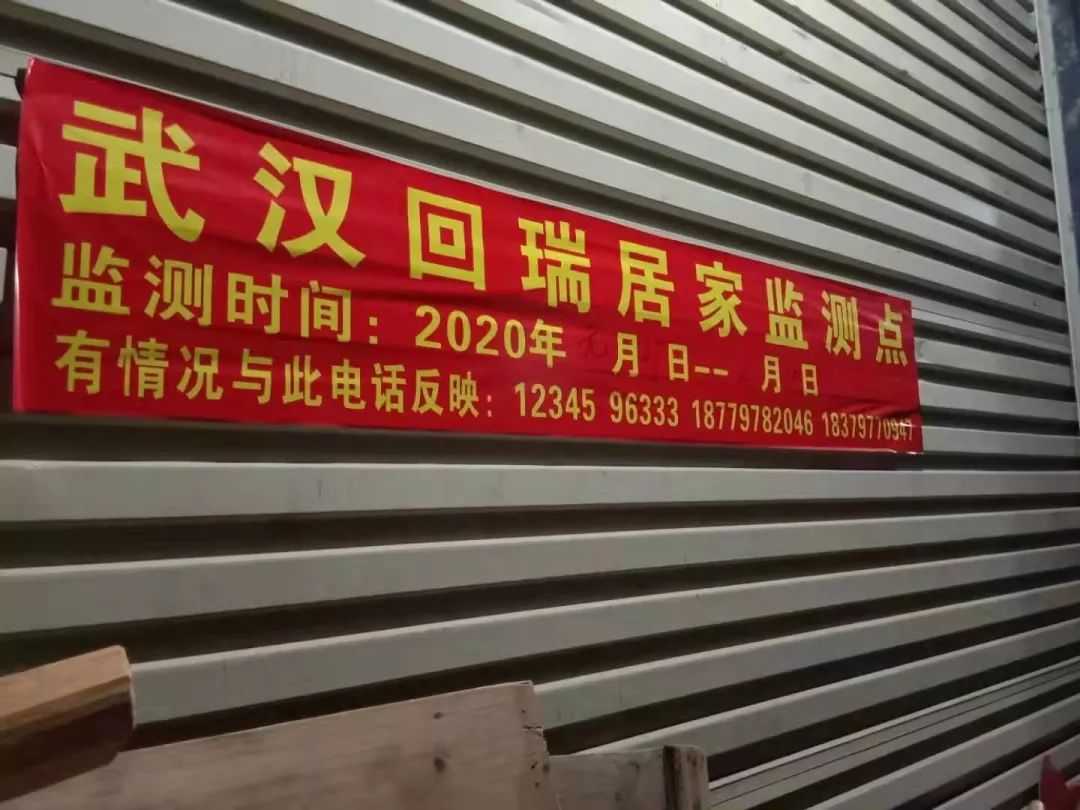 武汉回瑞居家监测点
监测时间：2020年 月 日--- 月 日
有情况与此电话反映：12345 96333 18779782046 18379770947